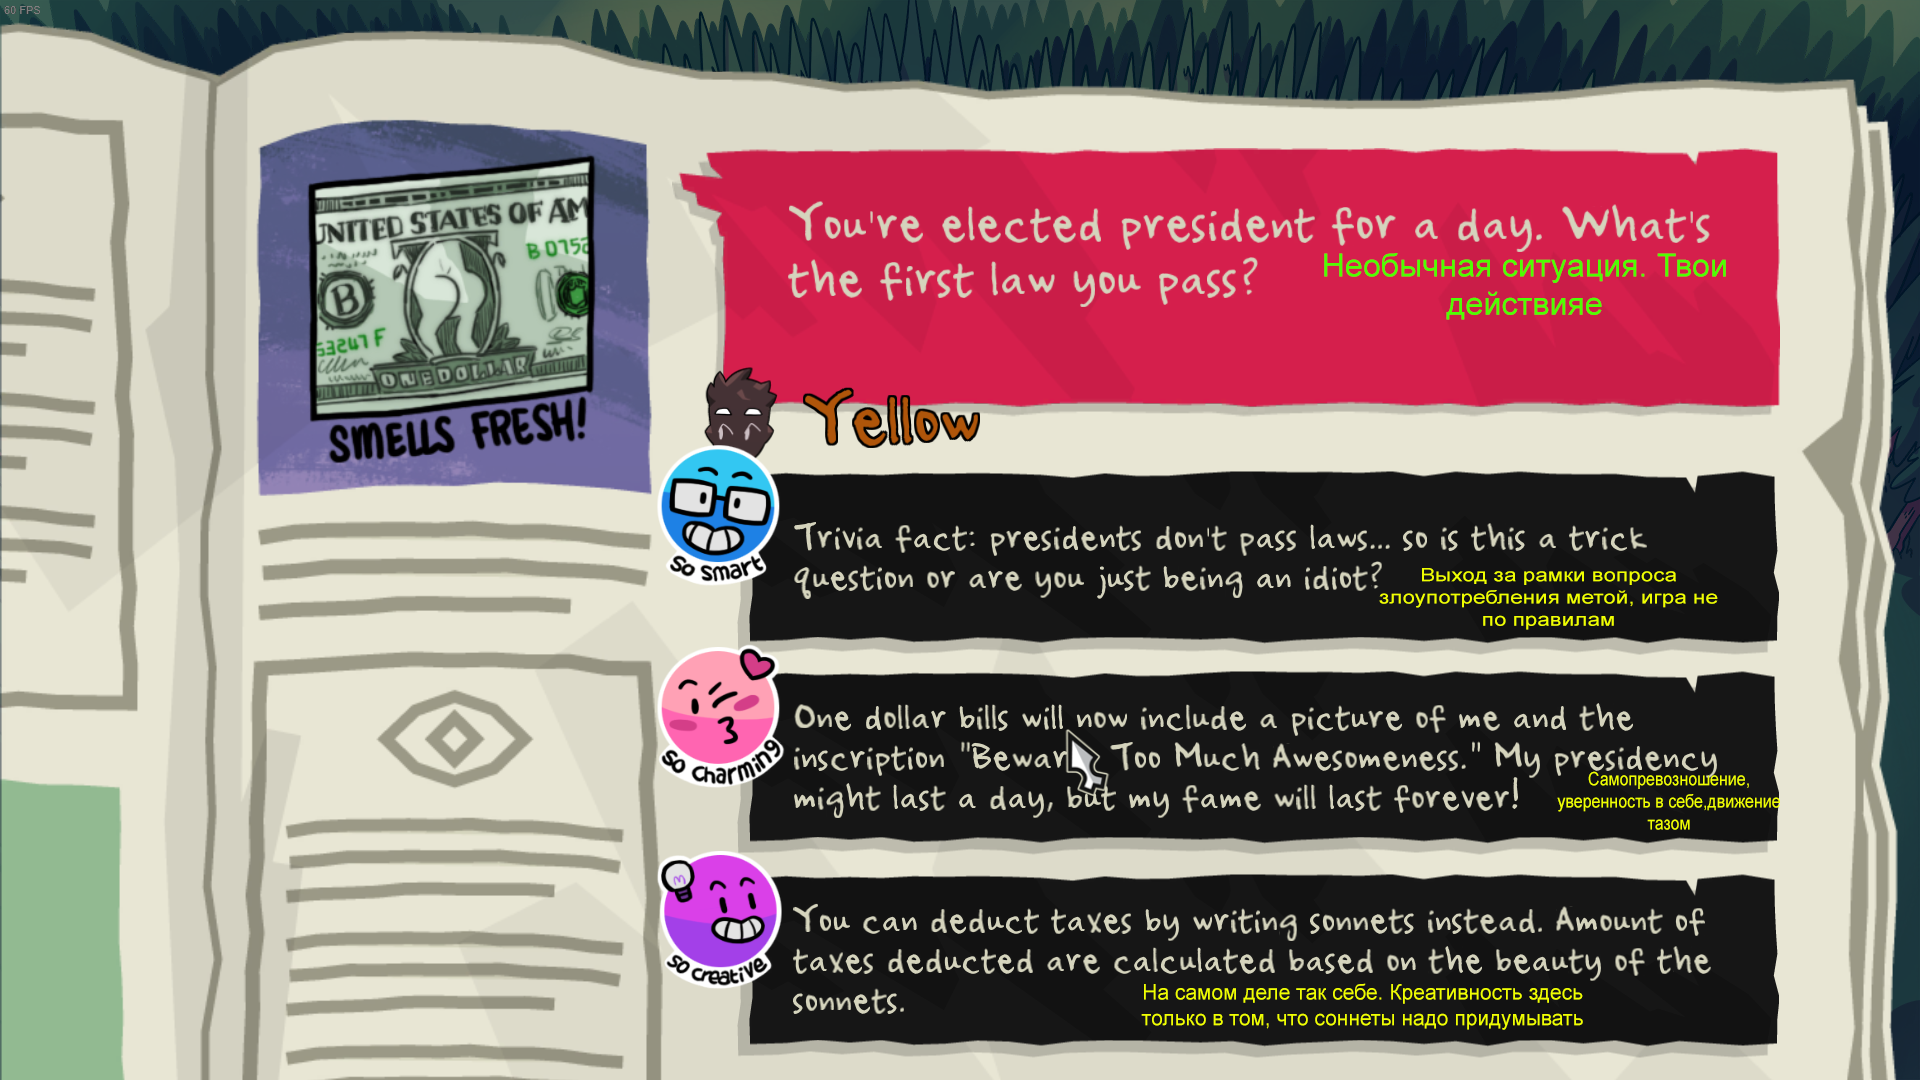 60 FPS
UNITED STATES OF AM
B 0752
B
53247 F
ONE DOLLAR
SMELLS FRESH!
You're elected president for a day. What's
the first law you pass?
Необычная ситуация. Твои
действияе
Yellow
so smart
Trivia fact: presidents don't pass laws... so is this a trick
question or are you just being an idiot?
Выход за рамки вопроса
злоупотребления метой, игра не
по правилам
so charming
One dollar bills will now include a picture of me and the
inscription "Bewar Too Much Awesomeness." My presidency
might last a day, but my fame will last forever!
Самопревозношение,
уверенность в себе,движение
тазом
so creative
You can deduct taxes by writing sonnets instead. Amount of
taxes deducted are calculated based on the beauty of the
sonnets.
На самом деле так себе. Креативность здесь
только в том, что соннеты надо придумывать